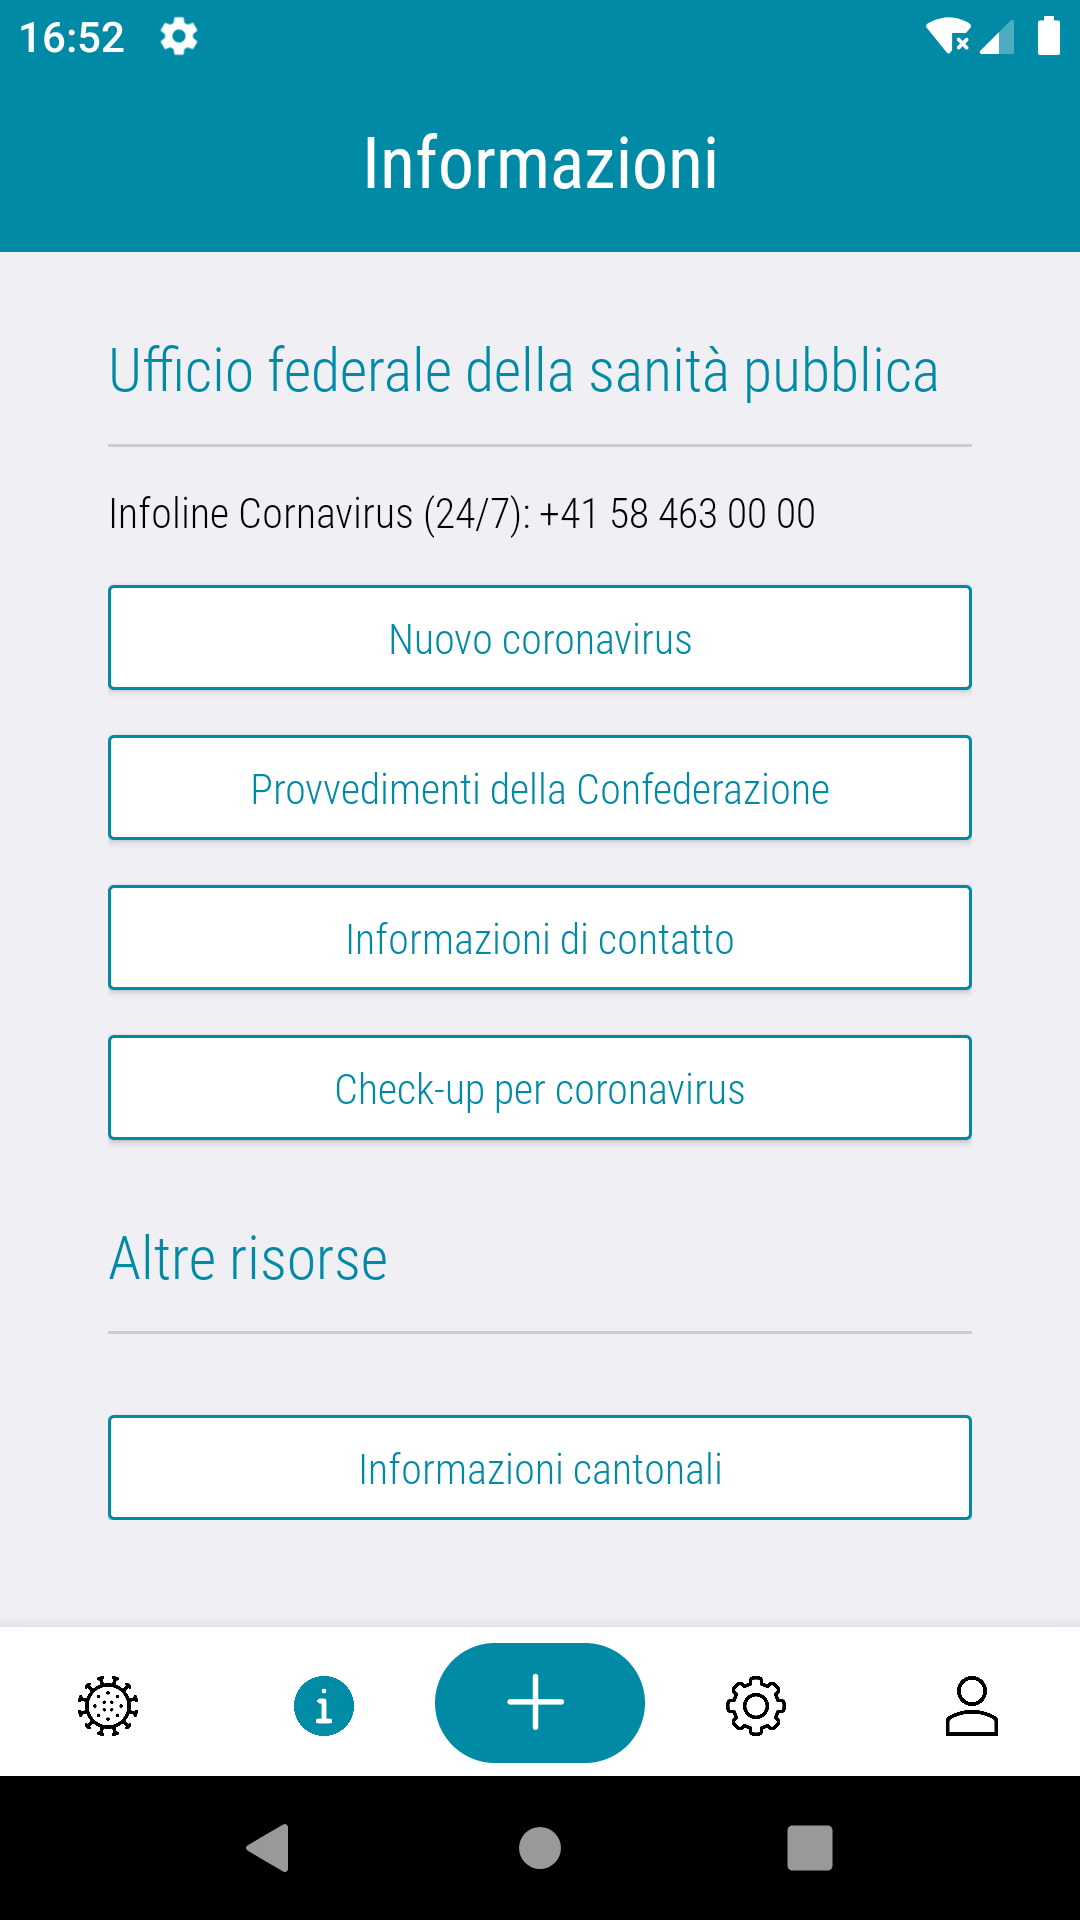 16:52
Informazioni
Ufficio federale della sanità pubblica
Infoline Cornavirus (24/7): +41 58 463 00 00
Nuovo coronavirus
Provvedimenti della Confederazione
Informazioni di contatto
Check-up per coronavirus
Altre risorse
Informazioni cantonali